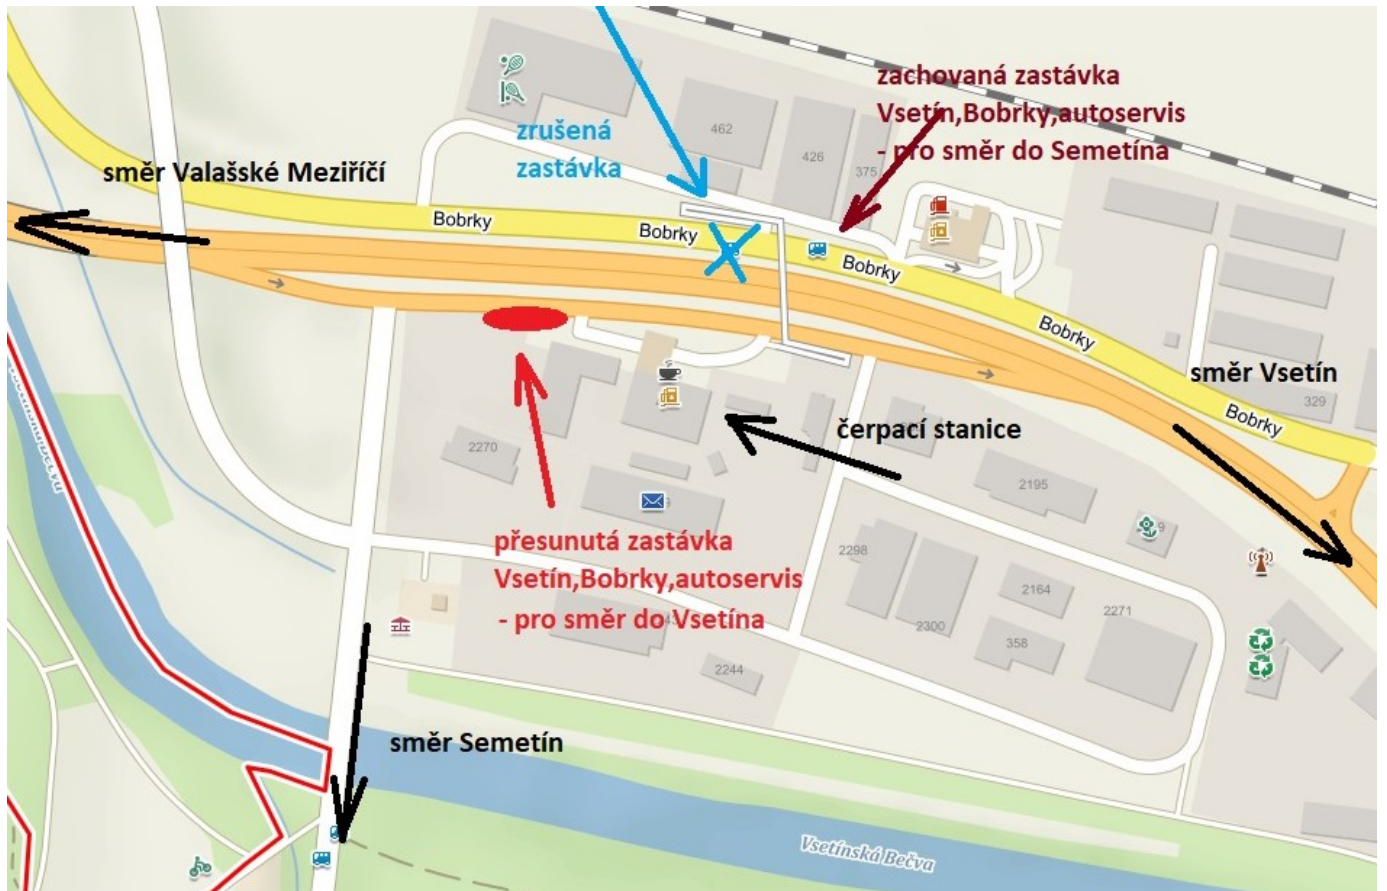 zachovaná zastávka
Vsetín,Bobrky,autoservis
- pro směr do Semetína
zrušená
zastávka
462
426
375
směr Valašské Meziříčí
Bobrky
Bobrky
Bobrky
Bobrky
směr Vsetín
329
Bobrky
čerpací stanice
2270
2195
přesunutá zastávka
Vsetín,Bobrky,autoservis
- pro směr do Vsetína
2298
2164
2300
2271
358
2244
směr Semetín
Vsetínská Bečva
Vsetínská Bečva